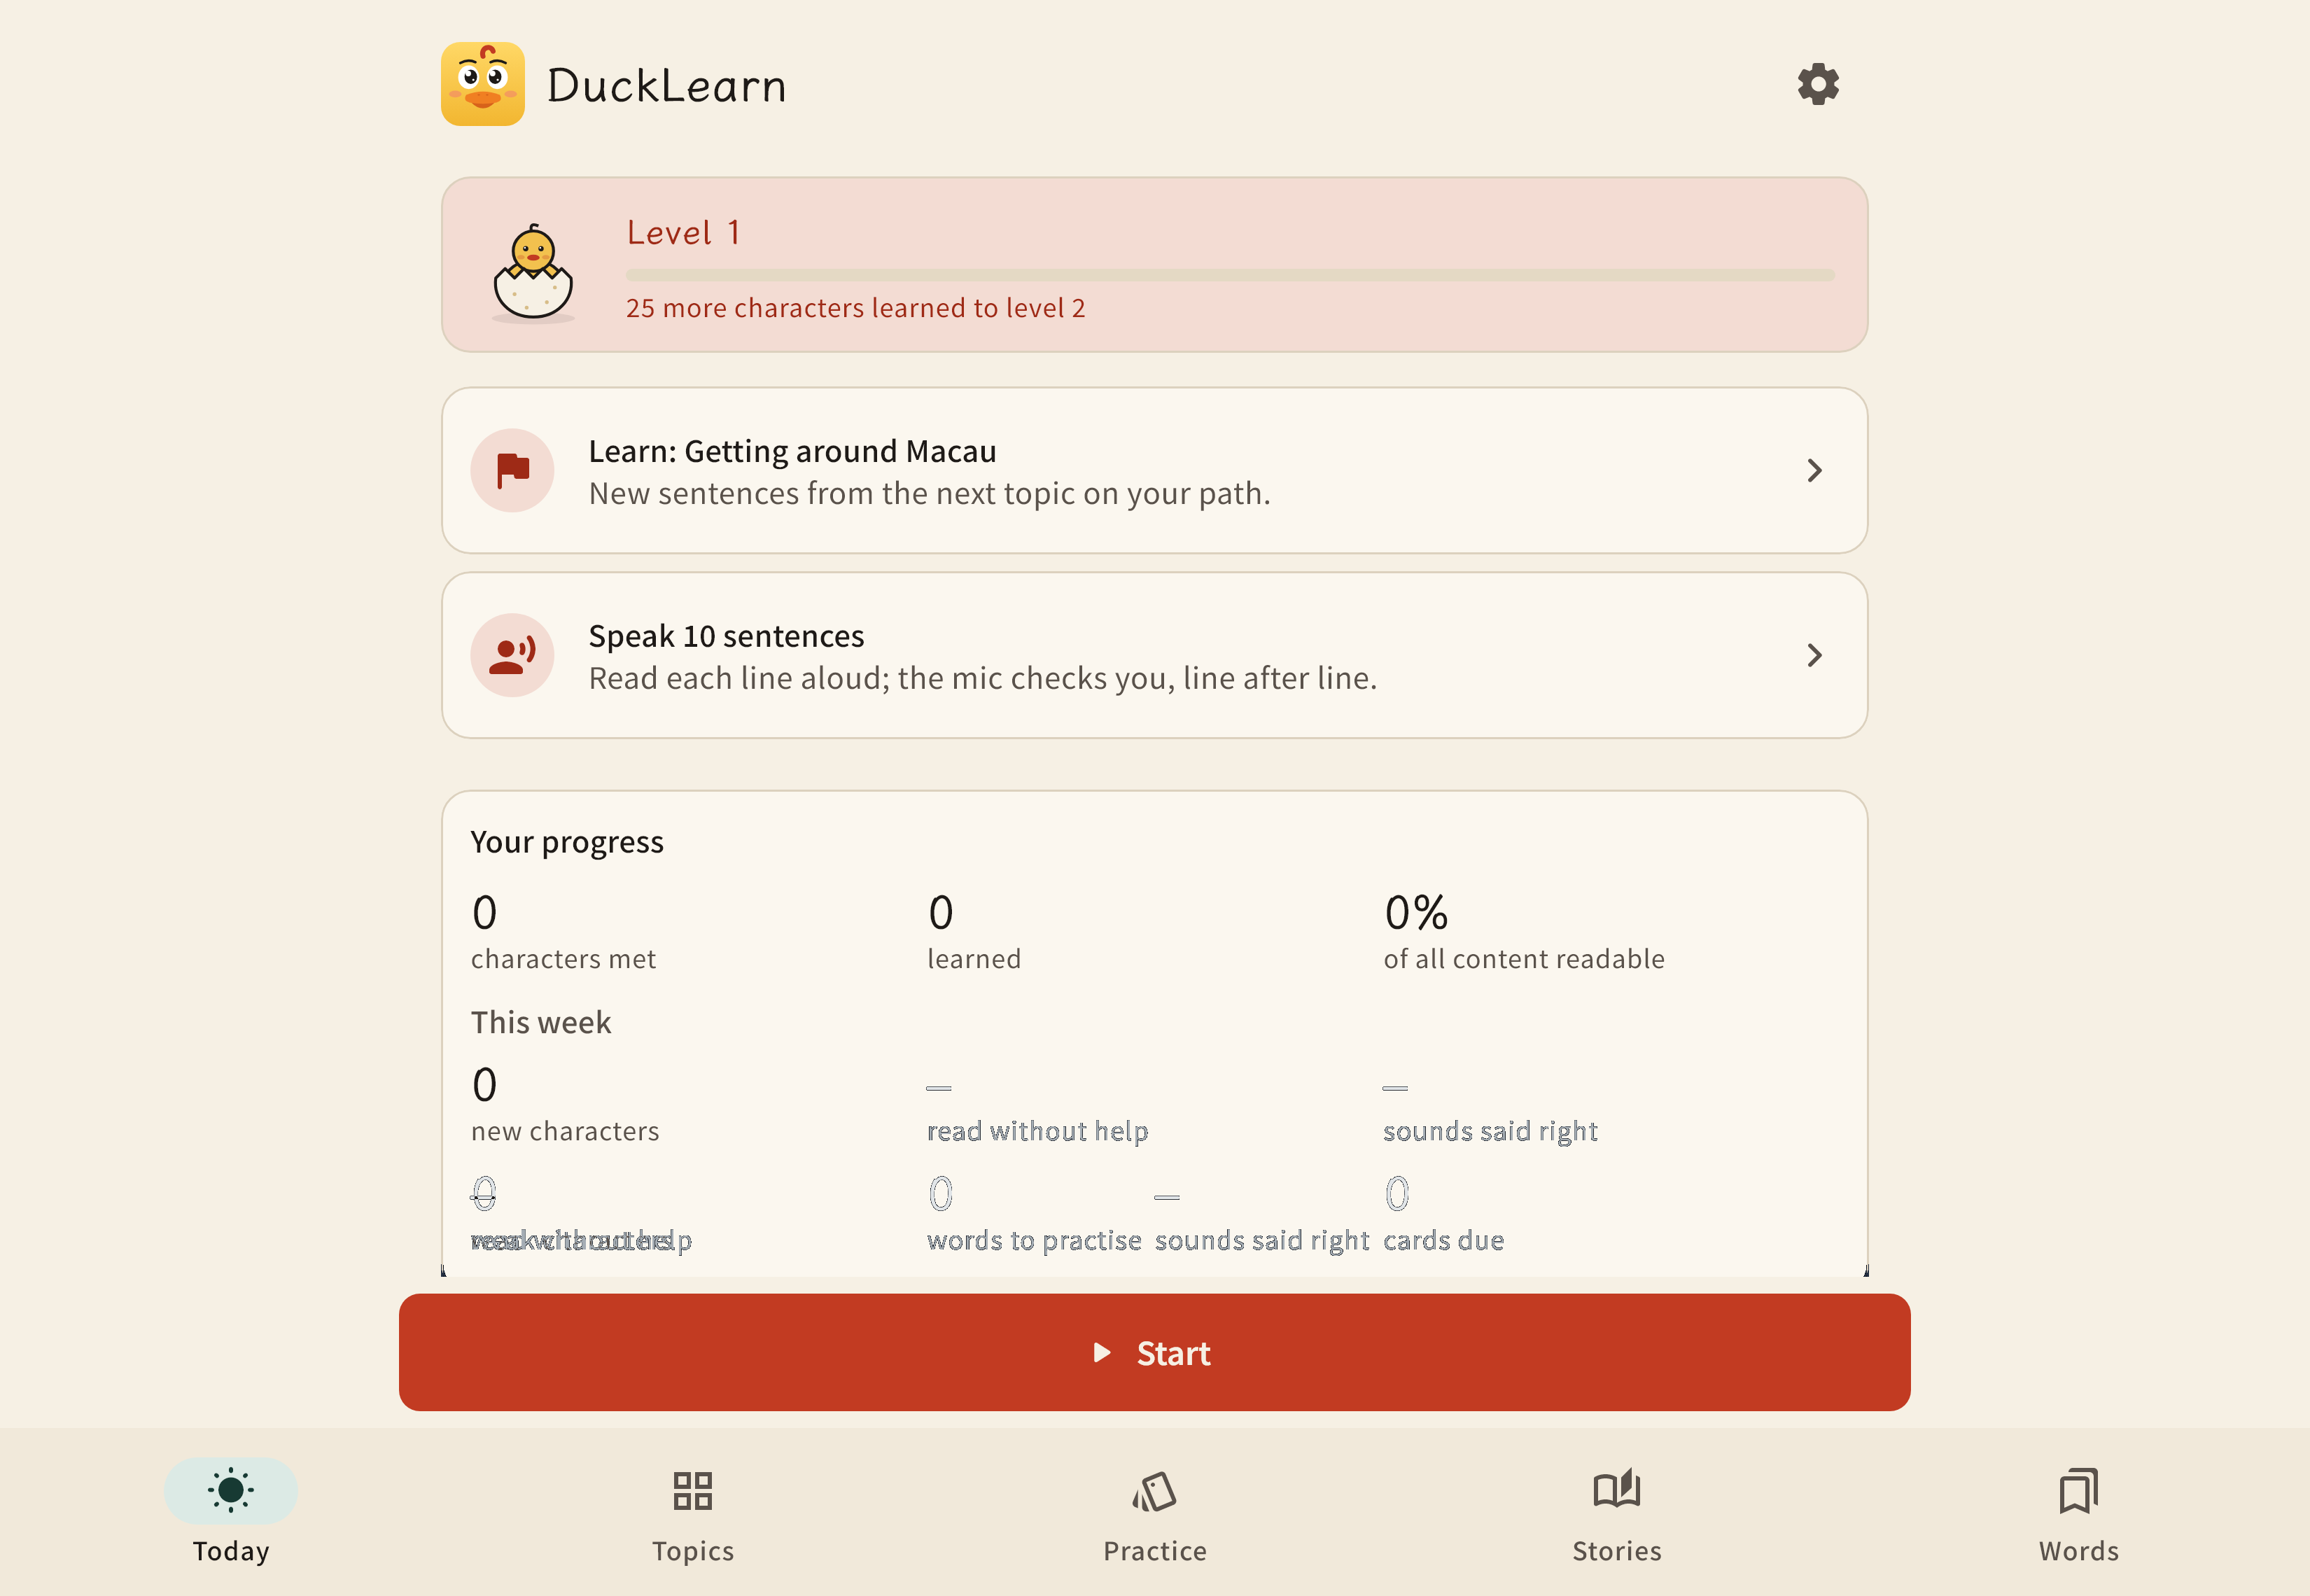 DuckLearn
Level 1
25 more characters learned to level 2
Learn: Getting around Macau
New sentences from the next topic on your path.
Speak 10 sentences
Read each line aloud; the mic checks you, line after line.
Your progress
0 0 0%
characters met learned of all content readable
This week
0 – –
new characters read without help sounds said right
0 – 0
words to practise sounds said right cards due
Start
Today Topics Practice Stories Words